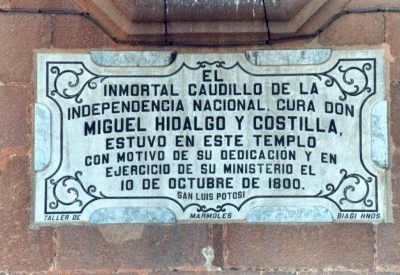 EL
INMORTAL CAUDILLO DE LA
INDEPENDENCIA NACIONAL, CURA DON
MIGUEL HIDALGO Y COSTILLA,
ESTUVO EN ESTE TEMPLO
CON MOTIVO DE SU DEDICACIÓN Y EN
EJERCICIO DE SU MINISTERIO EL
10 DE OCTUBRE DE 1800.
SAN LUIS POTOSI
TALLER DE MARMOLES BIAGI HNOS